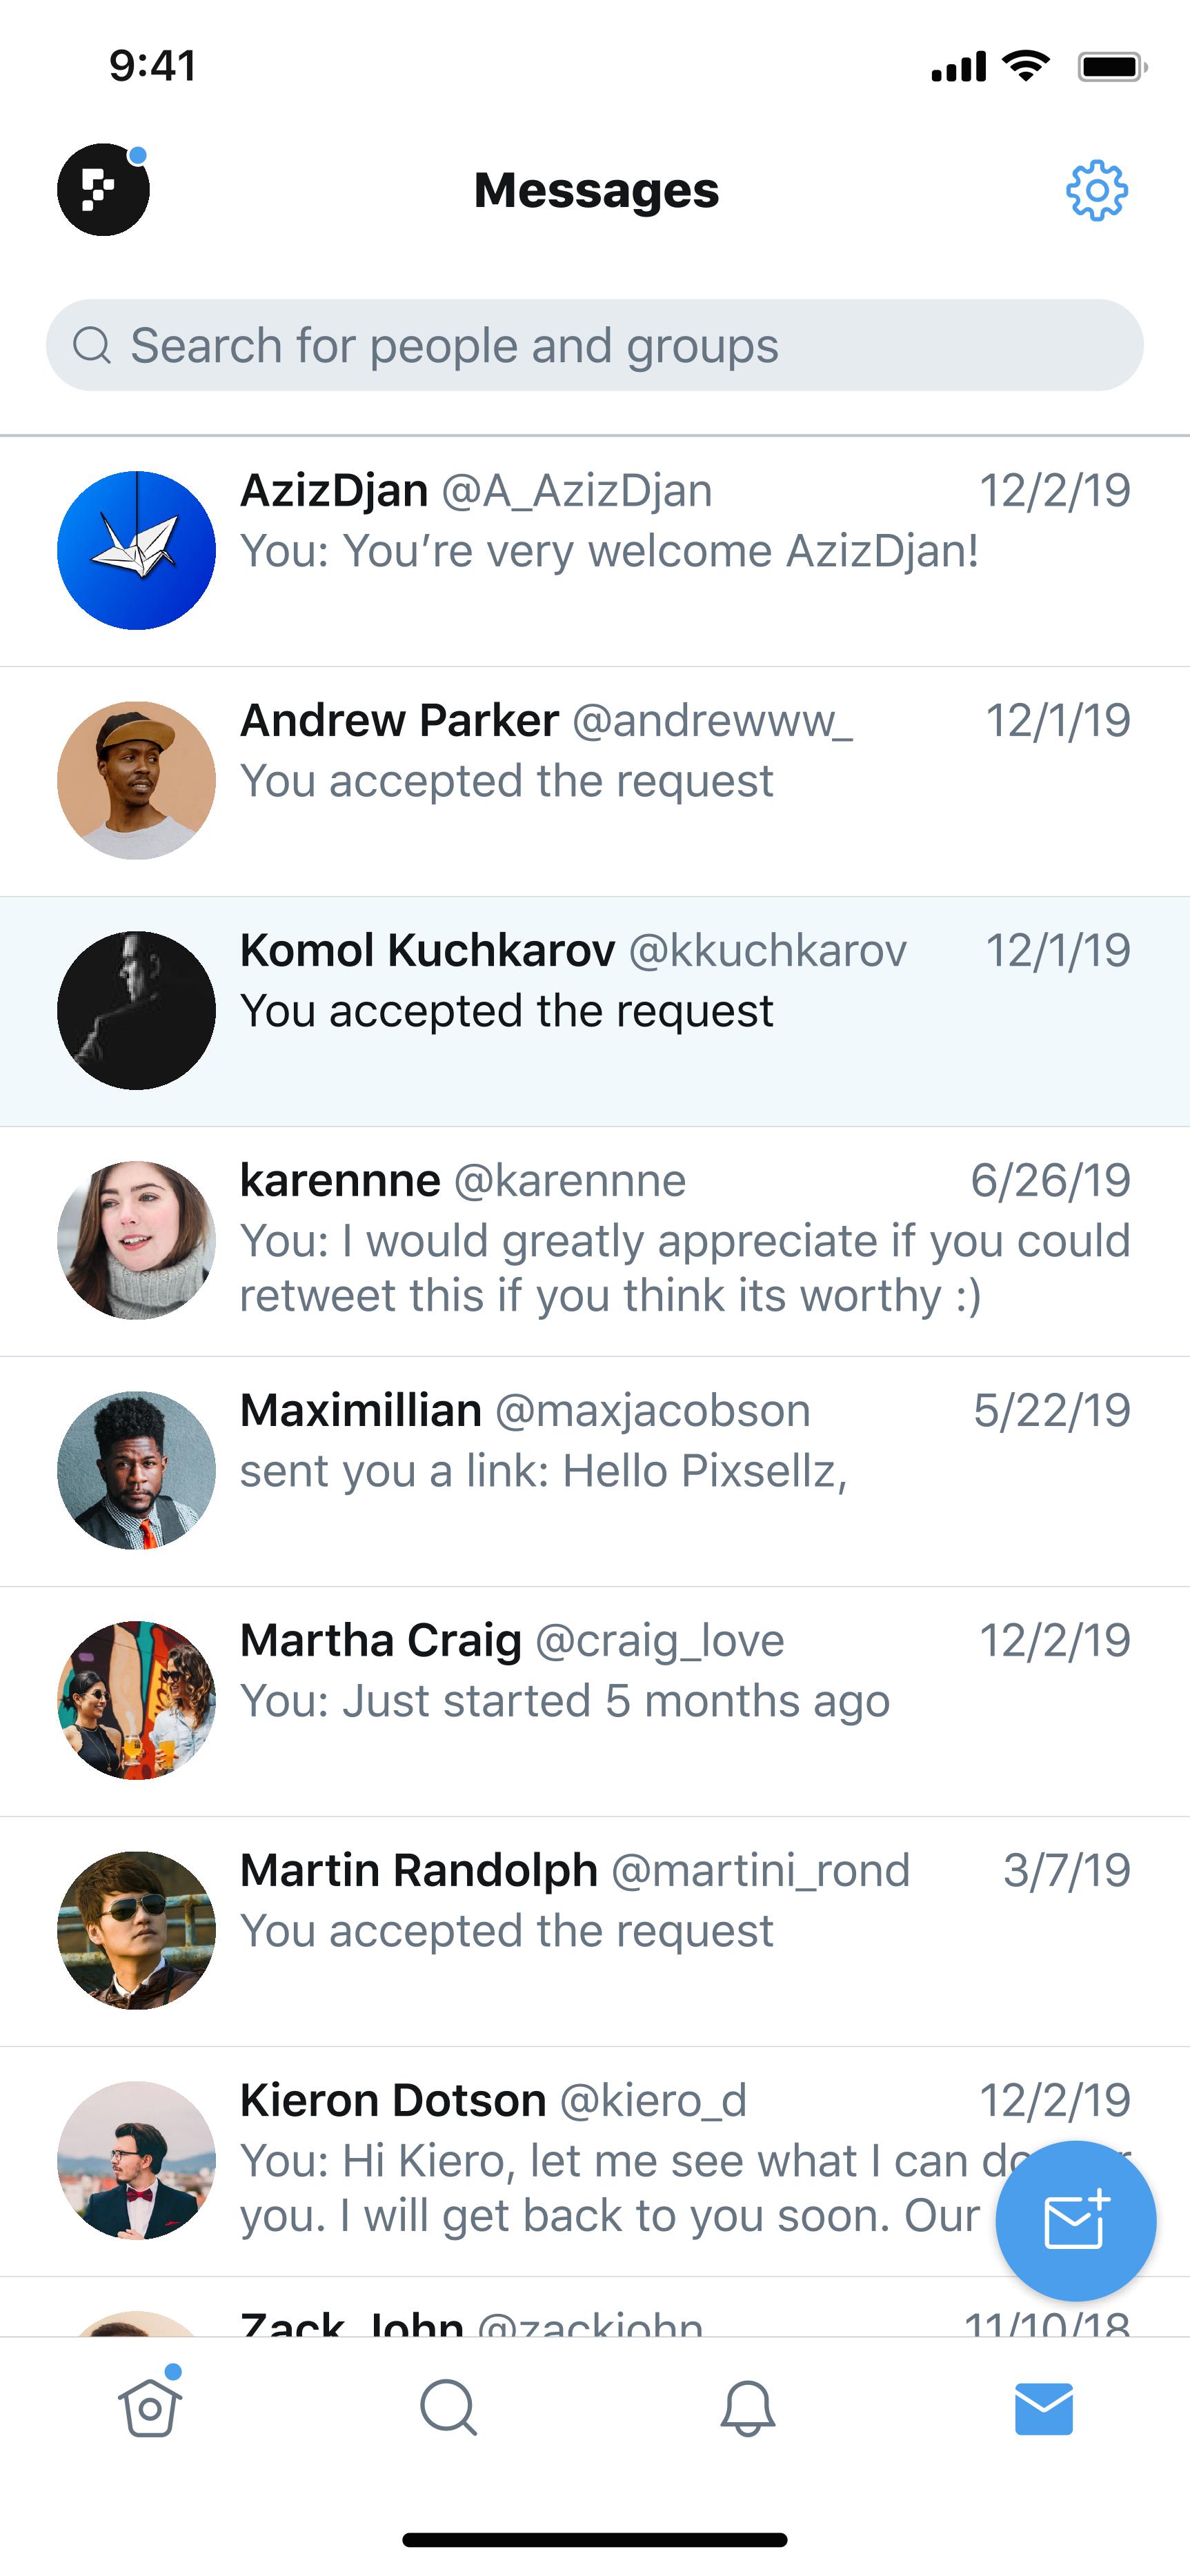 9:41
Messages
Search for people and groups
AzizDjan @A_AzizDjan 12/2/19
You: You’re very welcome AzizDjan!
Andrew Parker @andrewww_ 12/1/19
You accepted the request
Komol Kuchkarov @kkuchkarov 12/1/19
You accepted the request
karennne @karennne 6/26/19
You: I would greatly appreciate if you could
retweet this if you think its worthy :)
Maximillian @maxjacobson 5/22/19
sent you a link: Hello Pixsellz,
Martha Craig @craig_love 12/2/19
You: Just started 5 months ago
Martin Randolph @martini_rond 3/7/19
You accepted the request
Kieron Dotson @kiero_d 12/2/19
You: Hi Kiero, let me see what I can do
you. I will get back to you soon. Our
Zack John @zackjohn 11/10/18